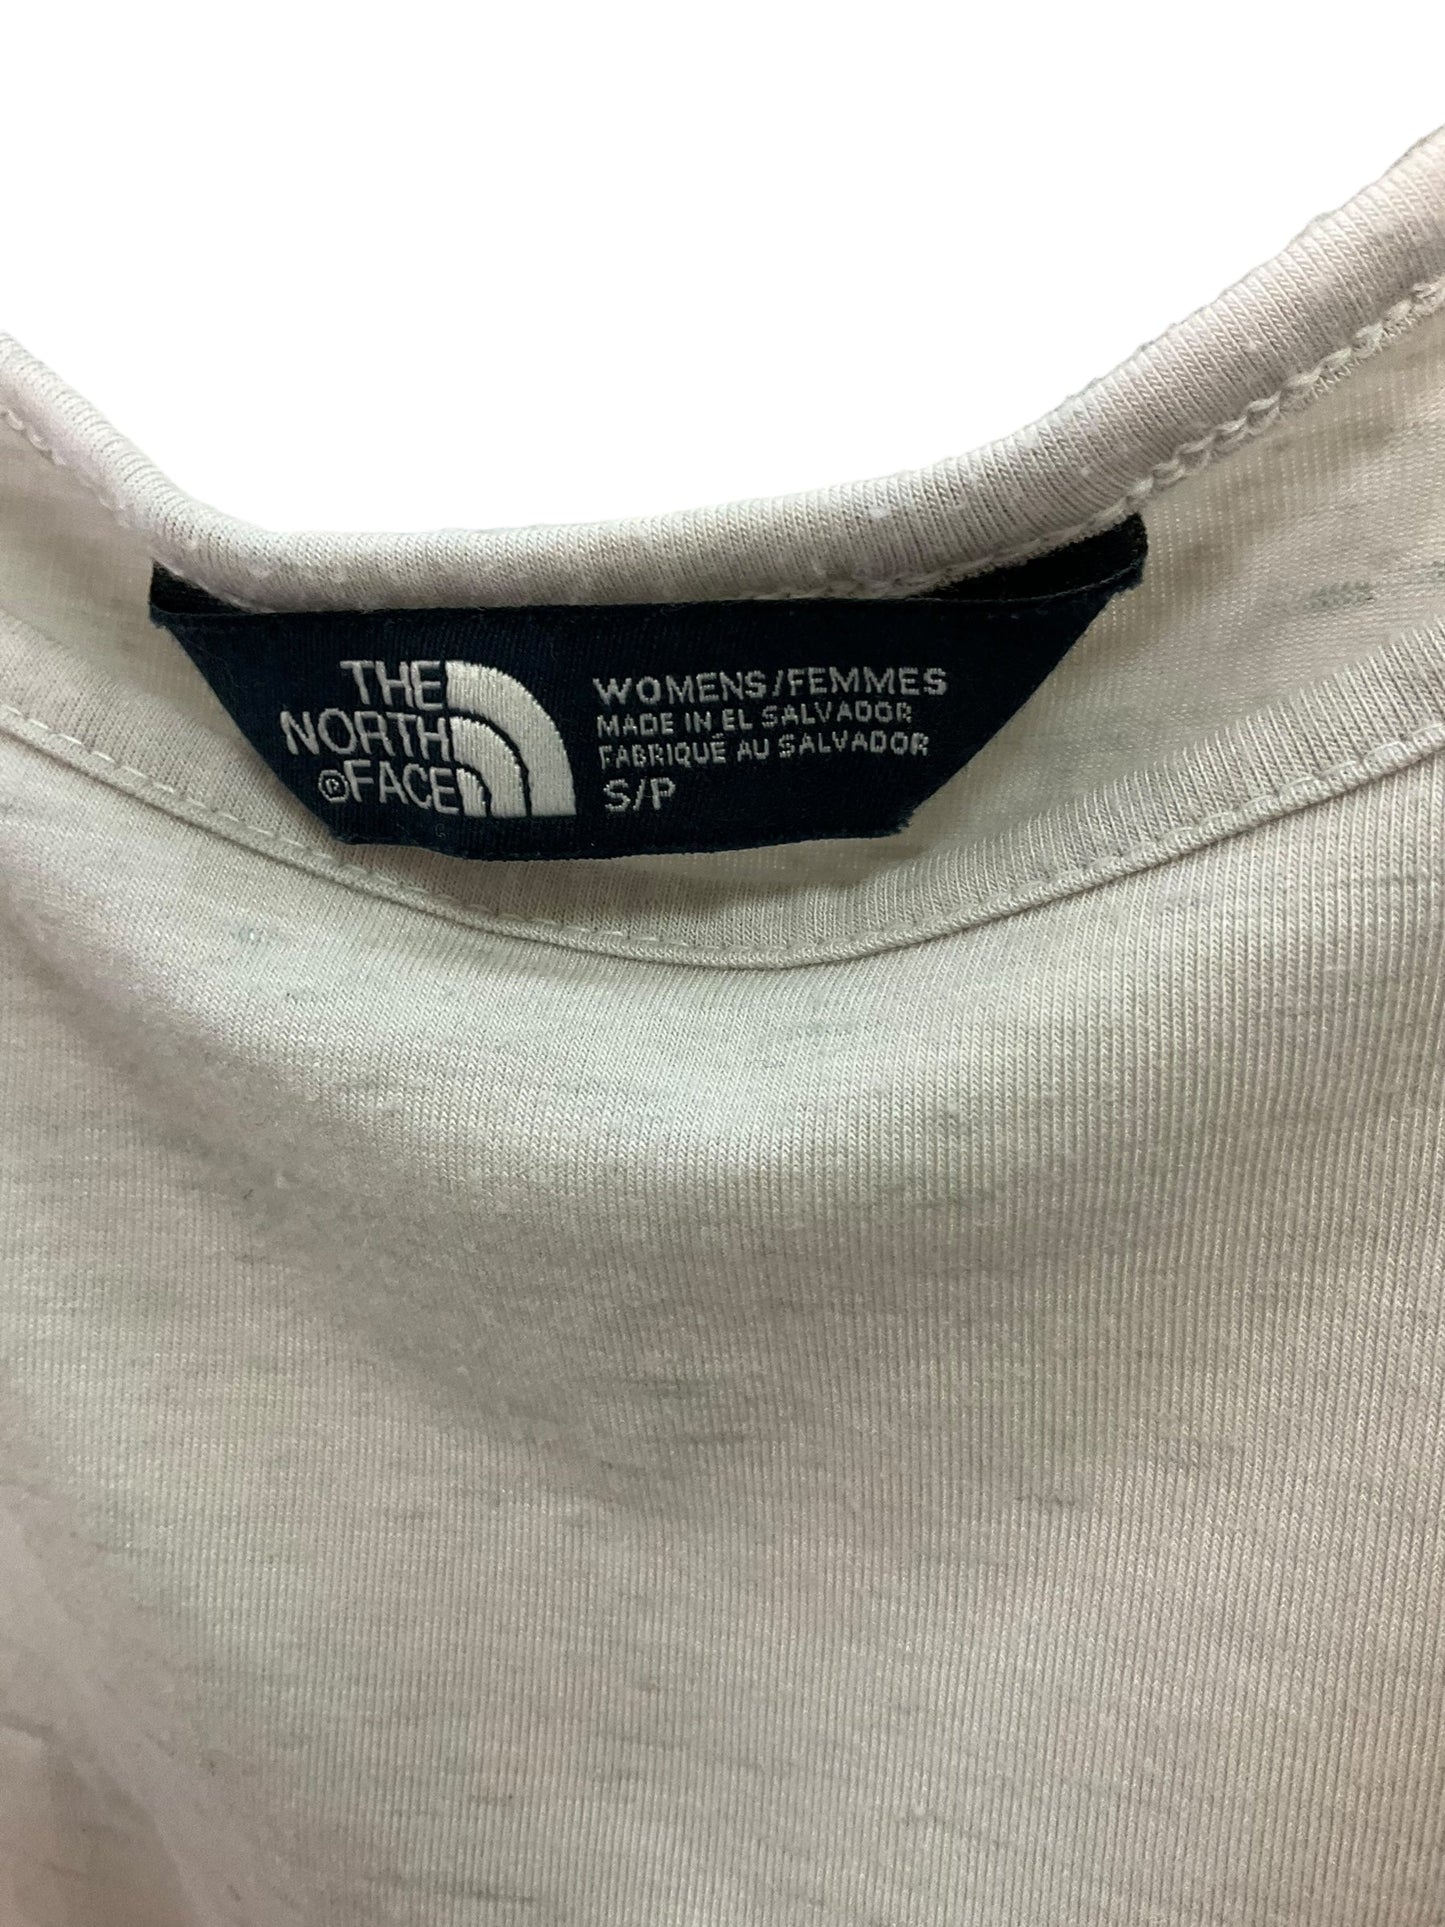 THE
NORTH
®FACE
WOMENS/FEMMES
MADE IN EL SALVADOR
FABRIQUÉ AU SALVADOR
S/P